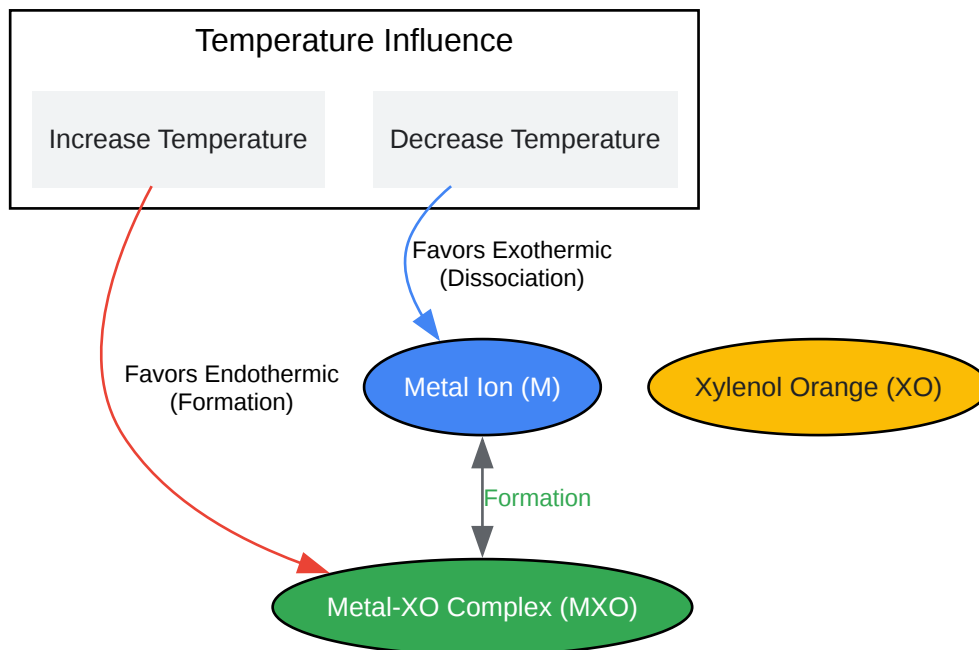 Temperature Influence
Increase Temperature
Decrease Temperature
Favors Exothermic
(Dissociation)
Favors Endothermic
(Formation)
Metal Ion (M)
Xylenol Orange (XO)
Formation
Metal-XO Complex (MXO)